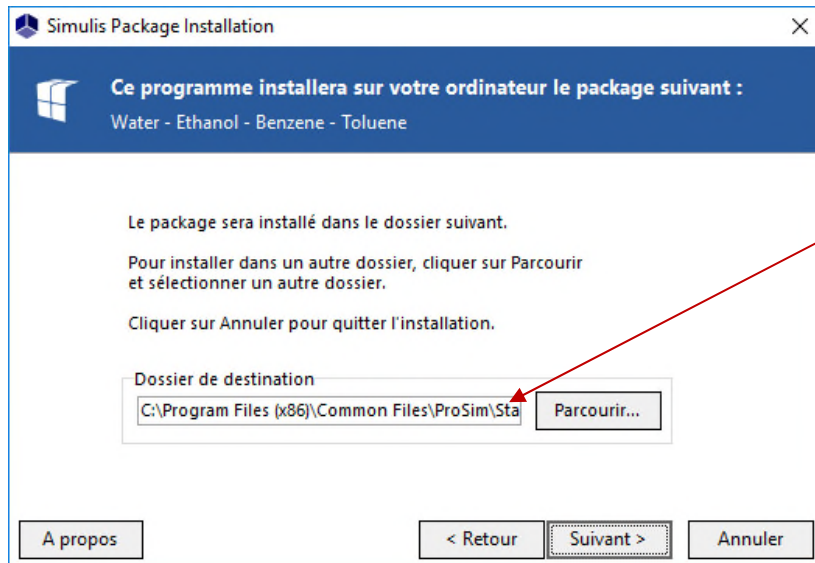 Simulis Package Installation
Ce programme installera sur votre ordinateur le package suivant :
Water - Ethanol - Benzene - Toluene
Le package sera installé dans le dossier suivant.
Pour installer dans un autre dossier, cliquer sur Parcourir
et sélectionner un autre dossier.
Cliquer sur Annuler pour quitter l'installation.
Dossier de destination
C:\Program Files (x86)\Common Files\ProSim\Sta
Parcourir...
A propos
< Retour
Suivant >
Annuler